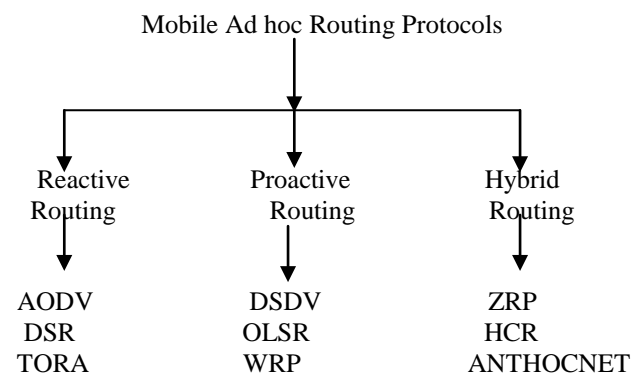 Mobile Ad hoc Routing Protocols
Reactive
Routing
Proactive
Routing
Hybrid
Routing
AODV
DSR
TORA
DSDV
OLSR
WRP
ZRP
HCR
ANTHOCNET